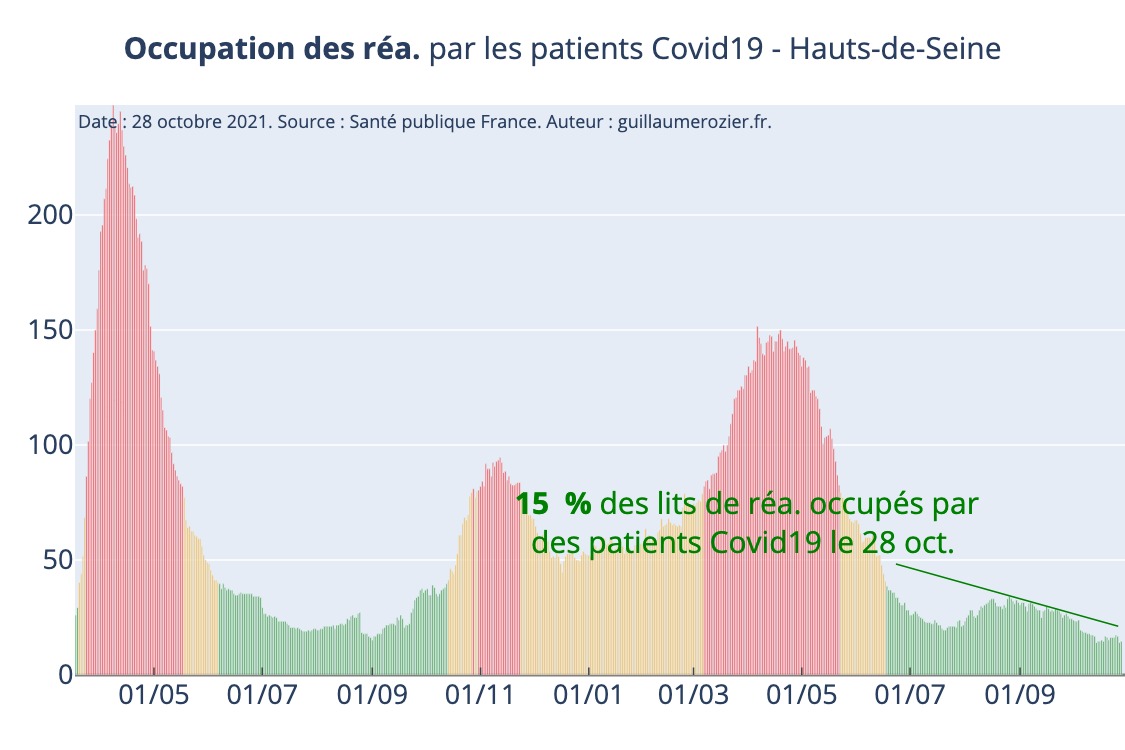 Occupation des réa. par les patients Covid19 - Hauts-de-Seine
Date : 28 octobre 2021. Source : Santé publique France. Auteur : guillaumerozier.fr.
200
150
100
50
0
15 % des lits de réa. occupés par
des patients Covid19 le 28 oct.
01/05 01/07 01/09 01/11 01/01 01/03 01/05 01/07 01/09